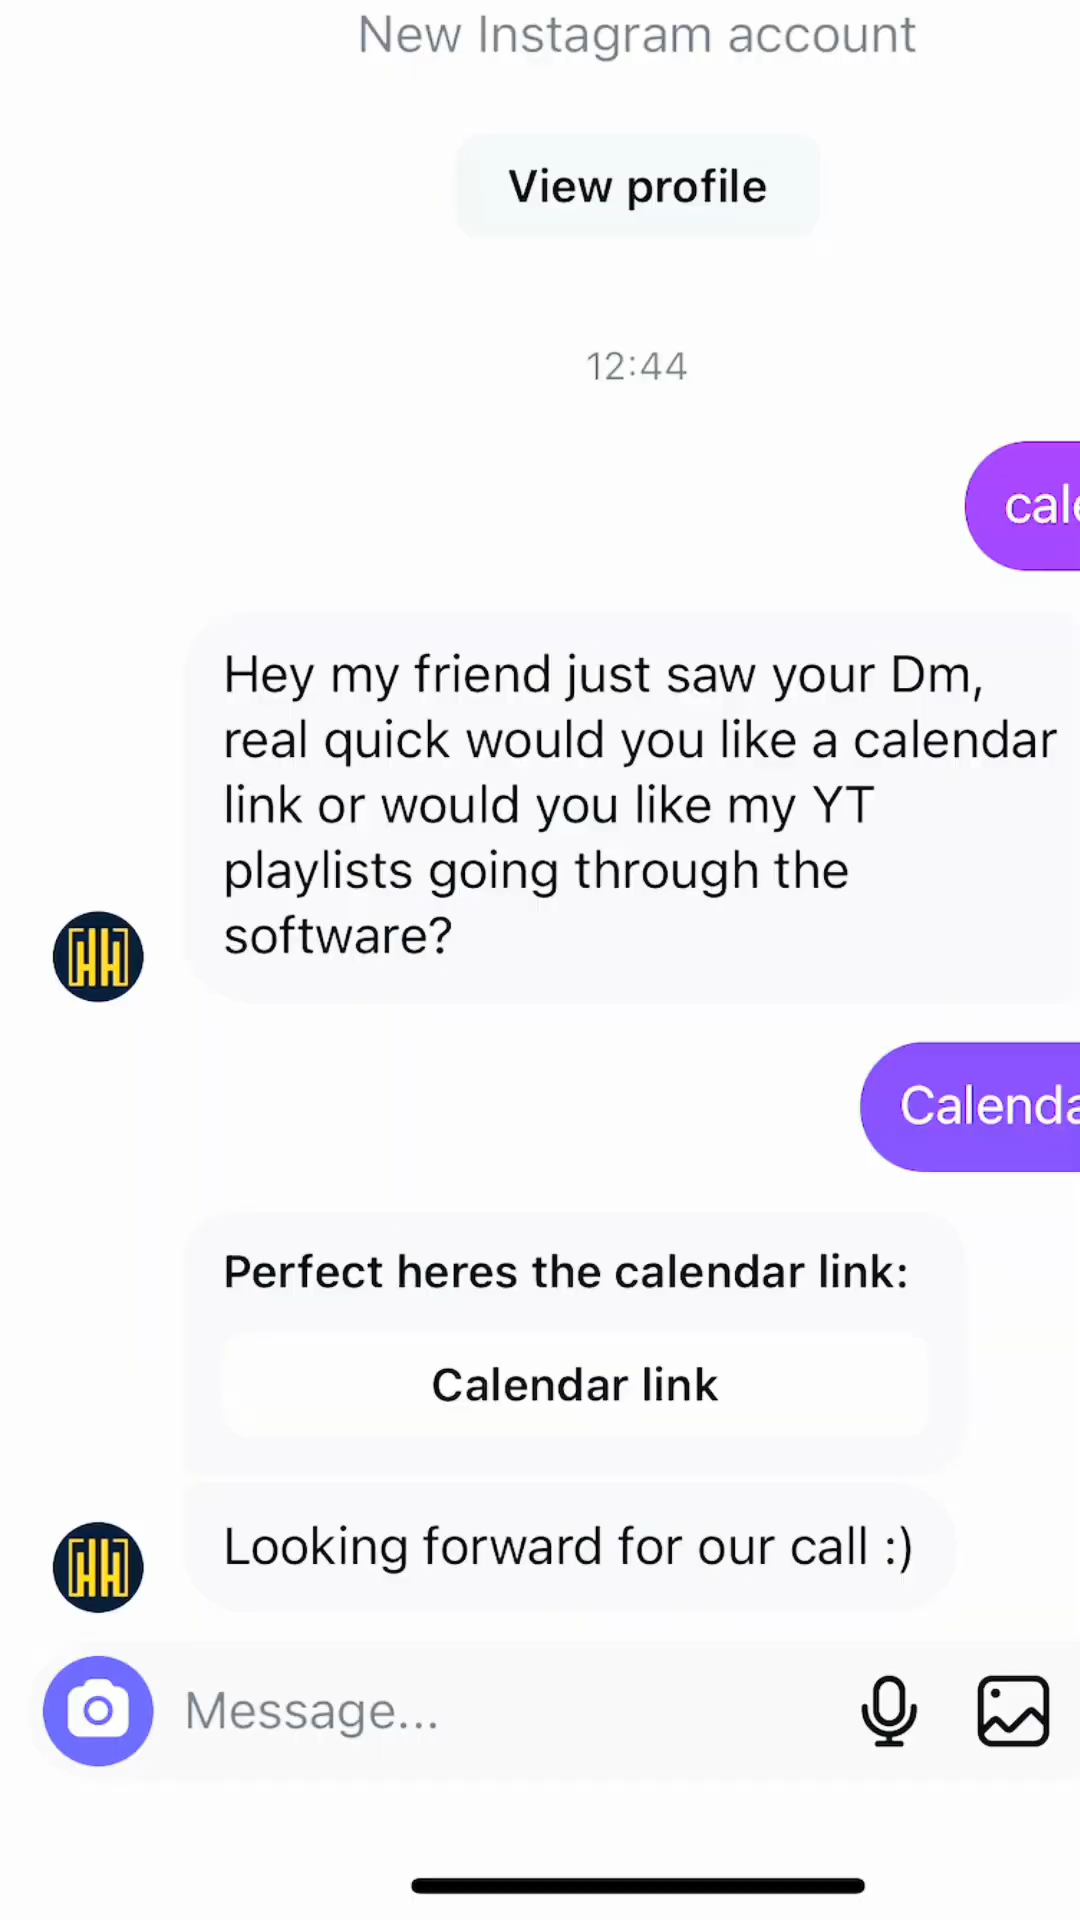 New Instagram account
View profile
12:44
Hey my friend just saw your Dm,
real quick would you like a calendar
link or would you like my YT
playlists going through the
software?
Perfect heres the calendar link:
Calendar link
Looking forward for our call :)
Message...